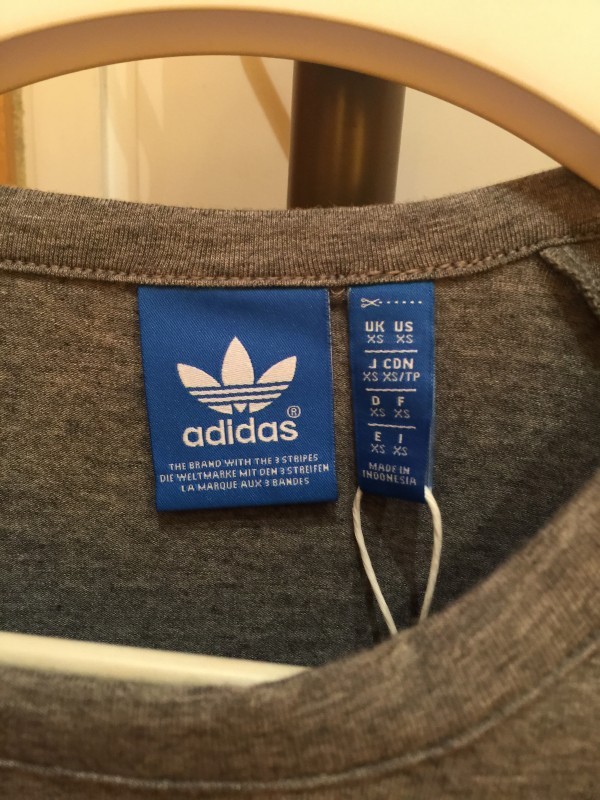 ®
adidas
THE BRAND WITH THE 3 STRIPES
DIE WELTMARKE MIT DEN 3 STREIFEN
LA MARQUE AUX 3 BANDES
UK US
XS XS
J CDN
XS XS/TP
D F
XS XS
E I
XS XS
MADE IN
INDONESIA